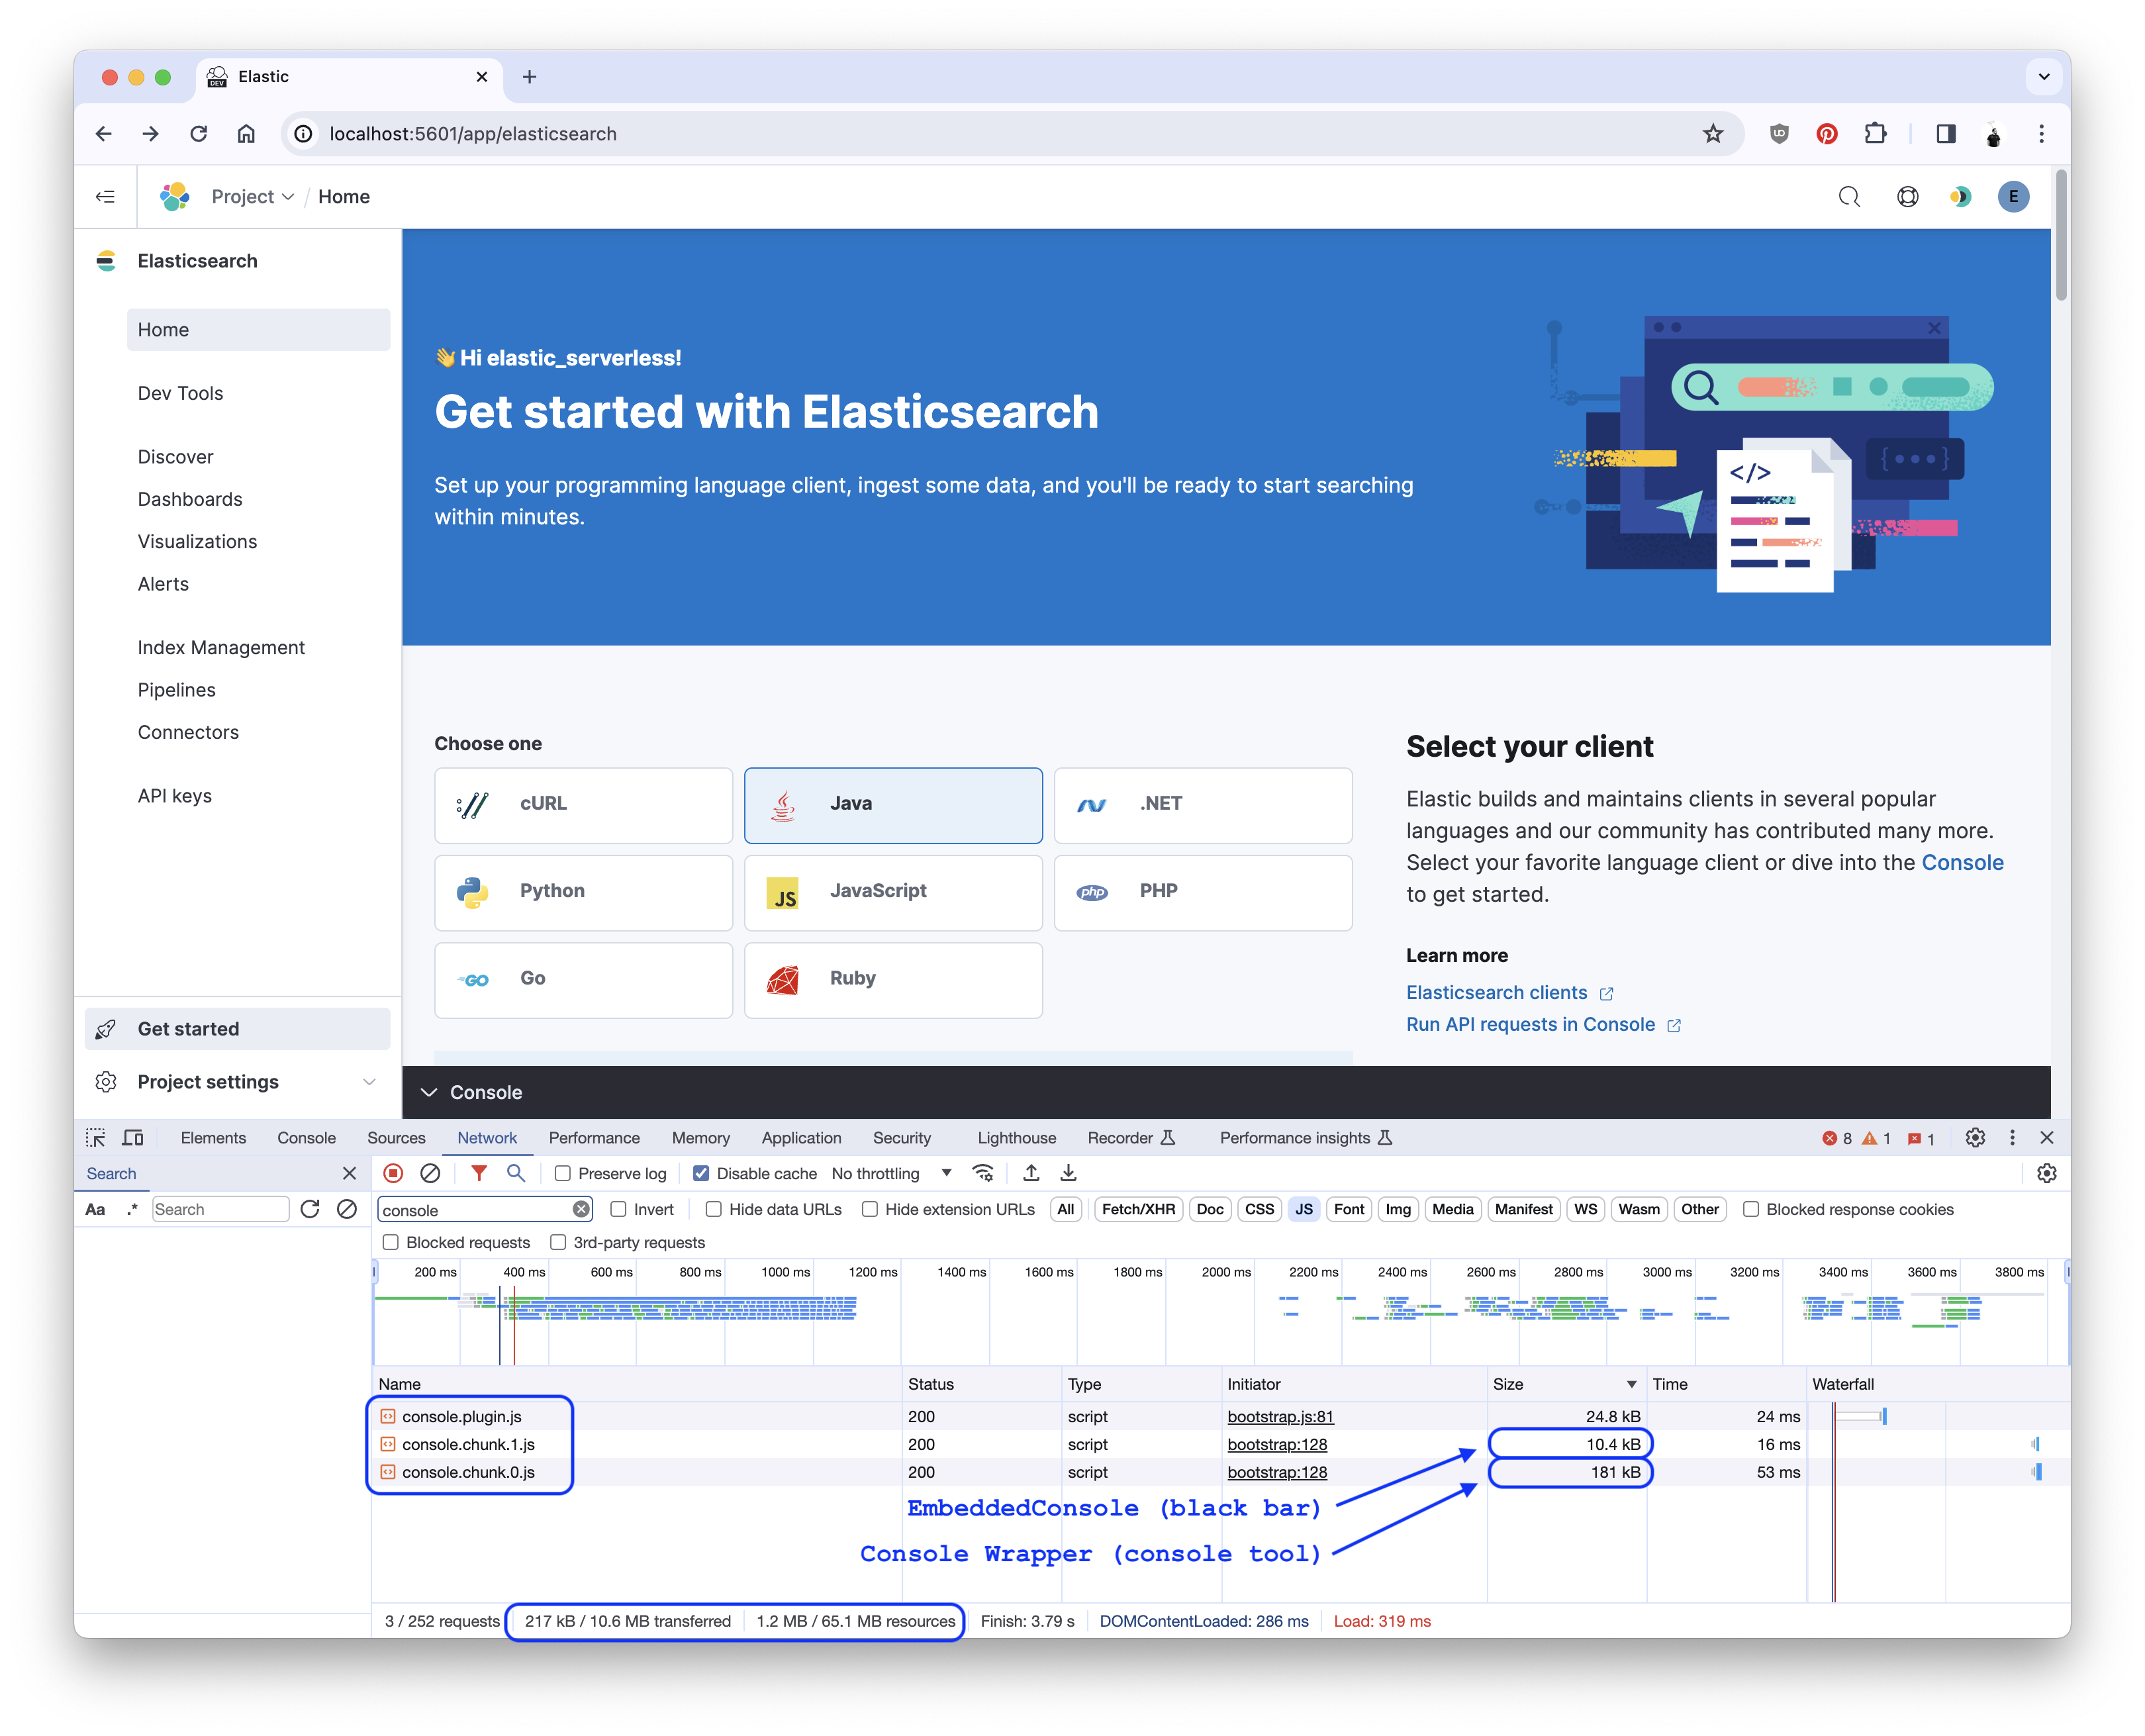 Elastic
DEV
localhost:5601/app/elasticsearch
Project / Home
E
Elasticsearch
Home
Dev Tools
Discover
Dashboards
Visualizations
Alerts
Index Management
Pipelines
Connectors
API keys
Get started
Project settings
👋 Hi elastic_serverless!
Get started with Elasticsearch
Set up your programming language client, ingest some data, and you'll be ready to start searching
within minutes.
</>
{•••}
Choose one
cURL
Java
.NET
Python
JS JavaScript
php PHP
GO Go
Ruby
Select your client
Elastic builds and maintains clients in several popular
languages and our community has contributed many more.
Select your favorite language client or dive into the Console
to get started.
Learn more
Elasticsearch clients
Run API requests in Console
Console
Elements Console Sources Network Performance Memory Application Security Lighthouse Recorder Performance insights 8 1 1
Search
Preserve log Disable cache No throttling
Aa .* Search
console Invert Hide data URLs Hide extension URLs All Fetch/XHR Doc CSS JS Font Img Media Manifest WS Wasm Other Blocked response cookies
Blocked requests 3rd-party requests
200 ms 400 ms 600 ms 800 ms 1000 ms 1200 ms 1400 ms 1600 ms 1800 ms 2000 ms 2200 ms 2400 ms 2600 ms 2800 ms 3000 ms 3200 ms 3400 ms 3600 ms 3800 ms
Name Status Type Initiator Size Time Waterfall
console.plugin.js 200 script bootstrap.js:81 24.8 kB 24 ms
console.chunk.1.js 200 script bootstrap:128 10.4 kB 16 ms
console.chunk.0.js 200 script bootstrap:128 181 kB 53 ms
EmbeddedConsole (black bar)
Console Wrapper (console tool)
3 / 252 requests 217 kB / 10.6 MB transferred 1.2 MB / 65.1 MB resources Finish: 3.79 s DOMContentLoaded: 286 ms Load: 319 ms